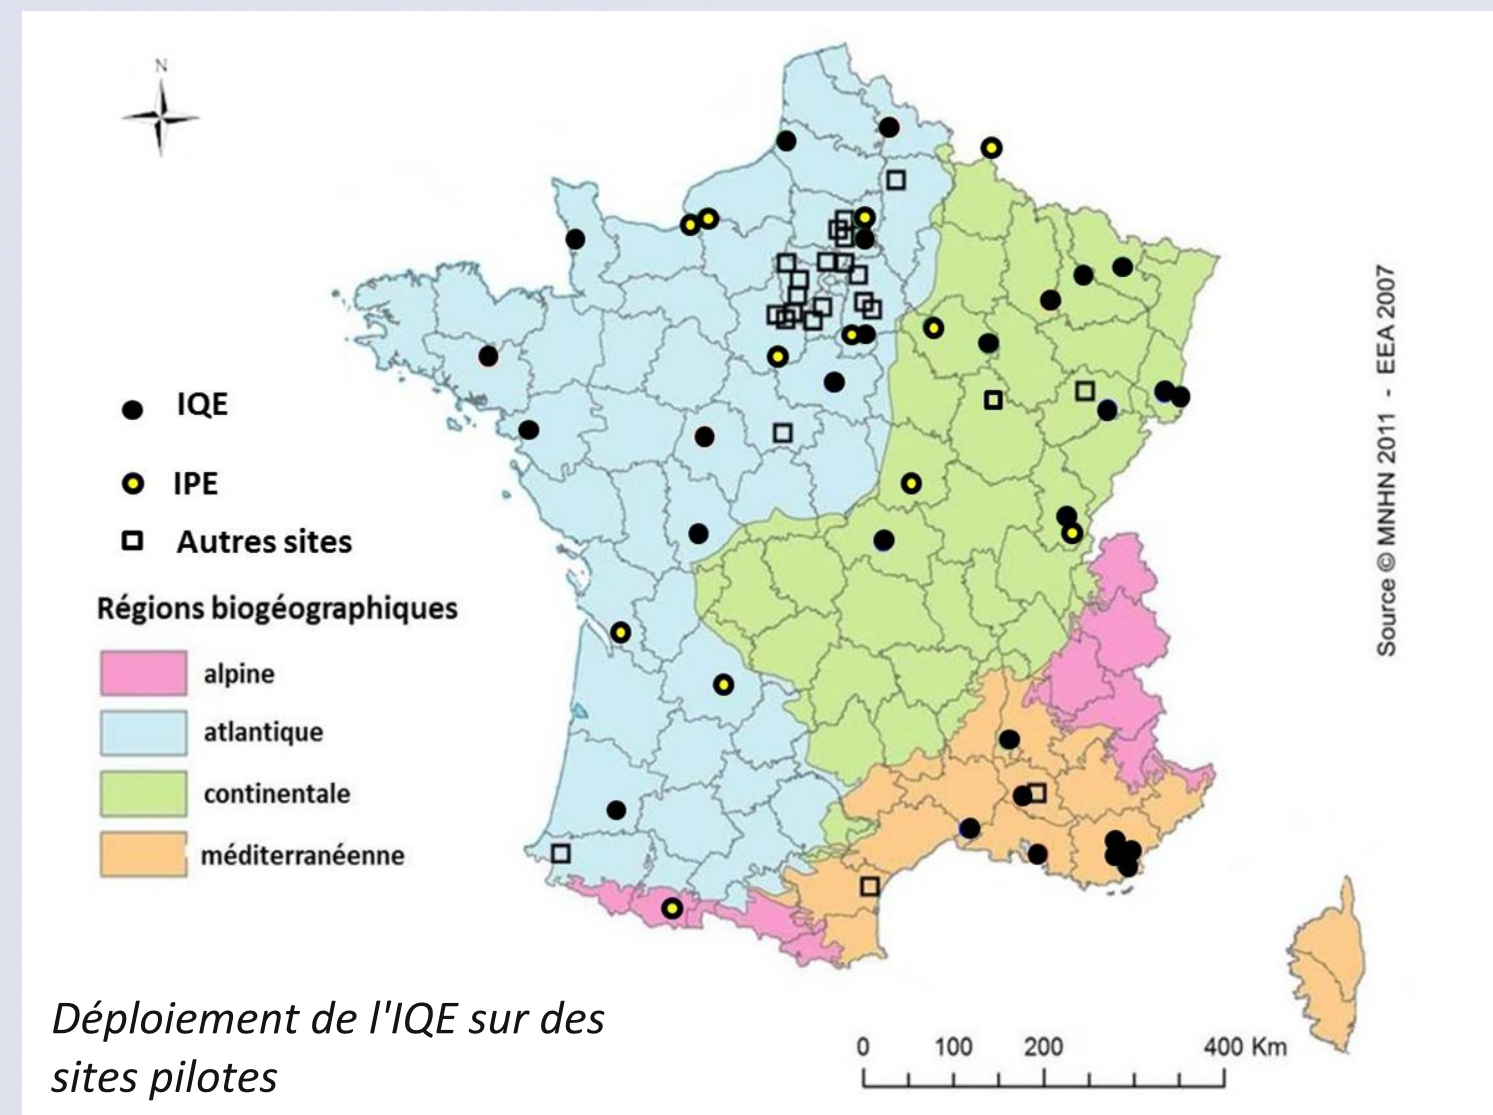 N
IQE
IPE
Autres sites
Régions biogéographiques
alpine
atlantique
continentale
méditerranéenne
Source © MNHN 2011 - EEA 2007
Déploiement de l'IQE sur des
sites pilotes
0 100 200 400 Km